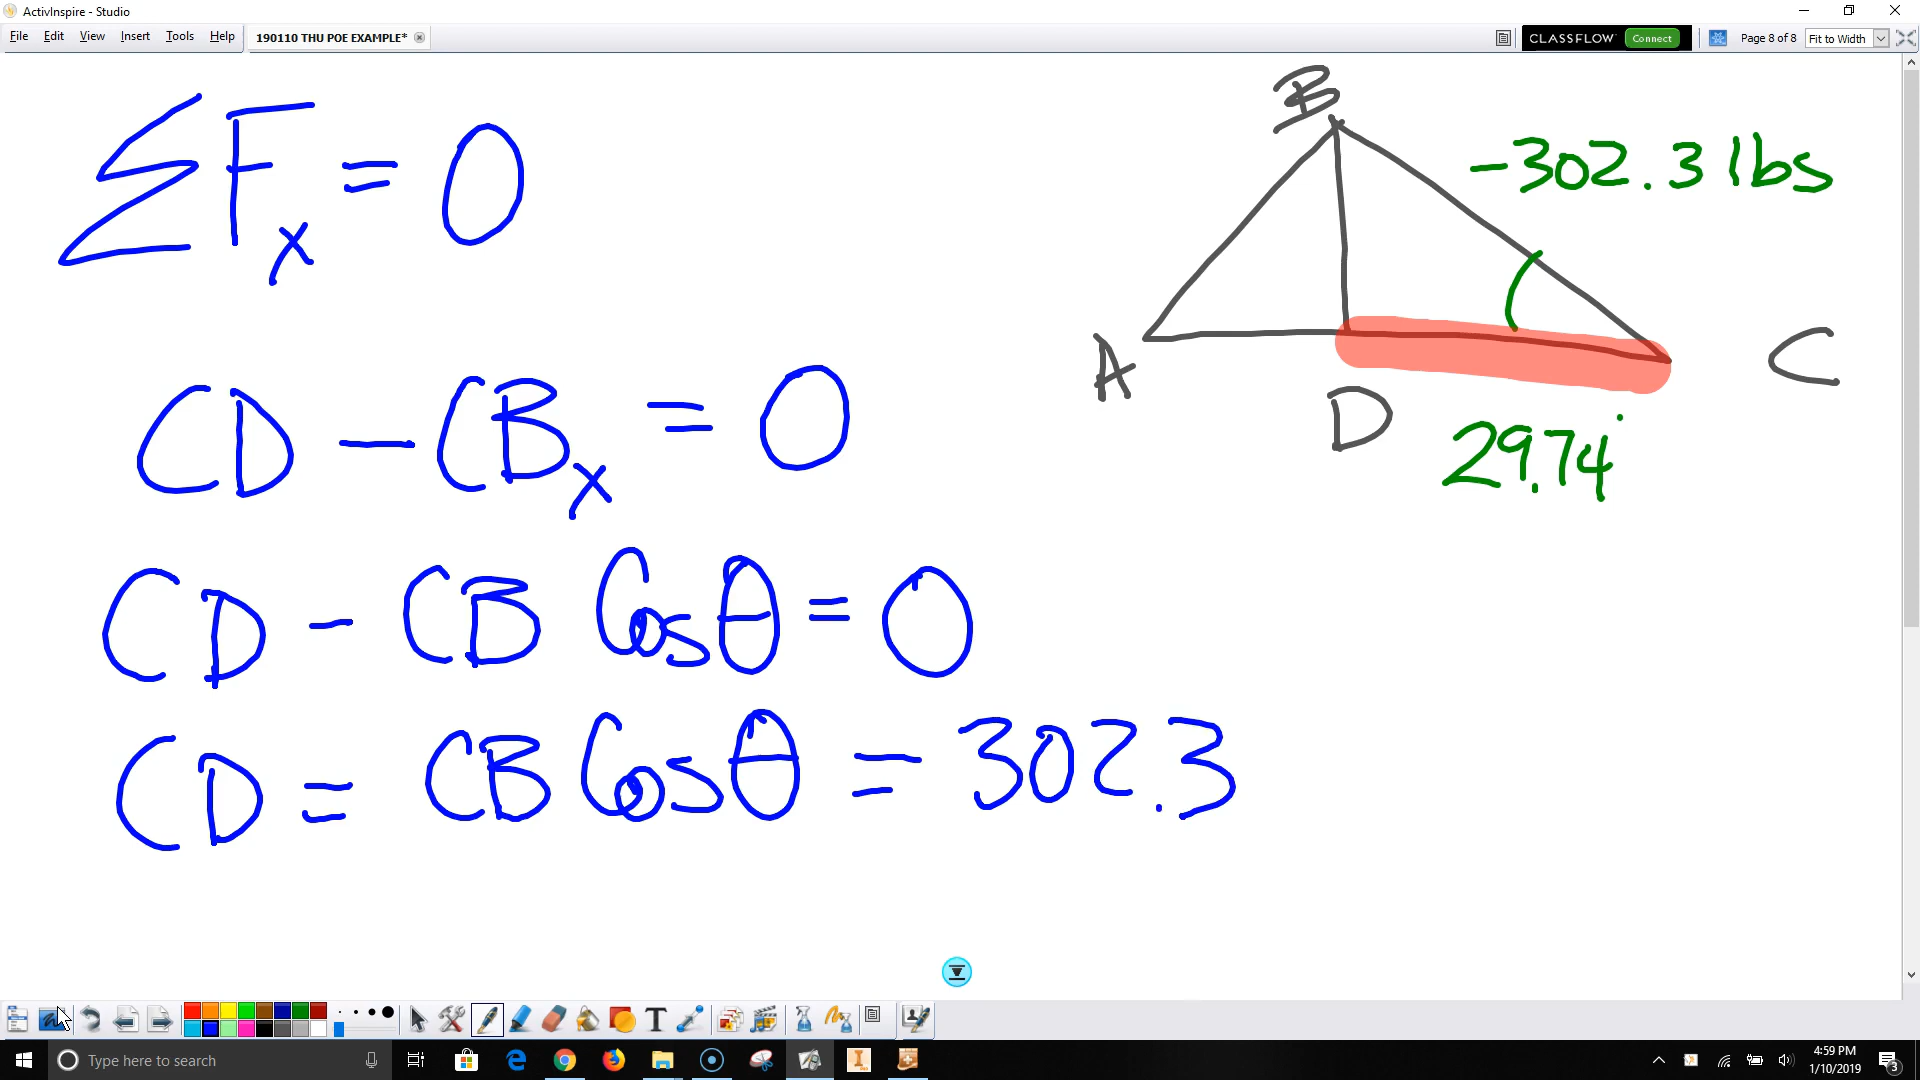 ActivInspire - Studio
File Edit View Insert Tools Help
190110 THU POE EXAMPLE*
CLASSFLOW Connect
Page 8 of 8
Fit to Width
ΣFx = 0
B
-302.3 lbs
A
D
C
29.74°
CD - CBx = 0
CD - CB Cosθ = 0
CD = CB Cosθ = 302.3
T
Type here to search
4:59 PM
1/10/2019
3